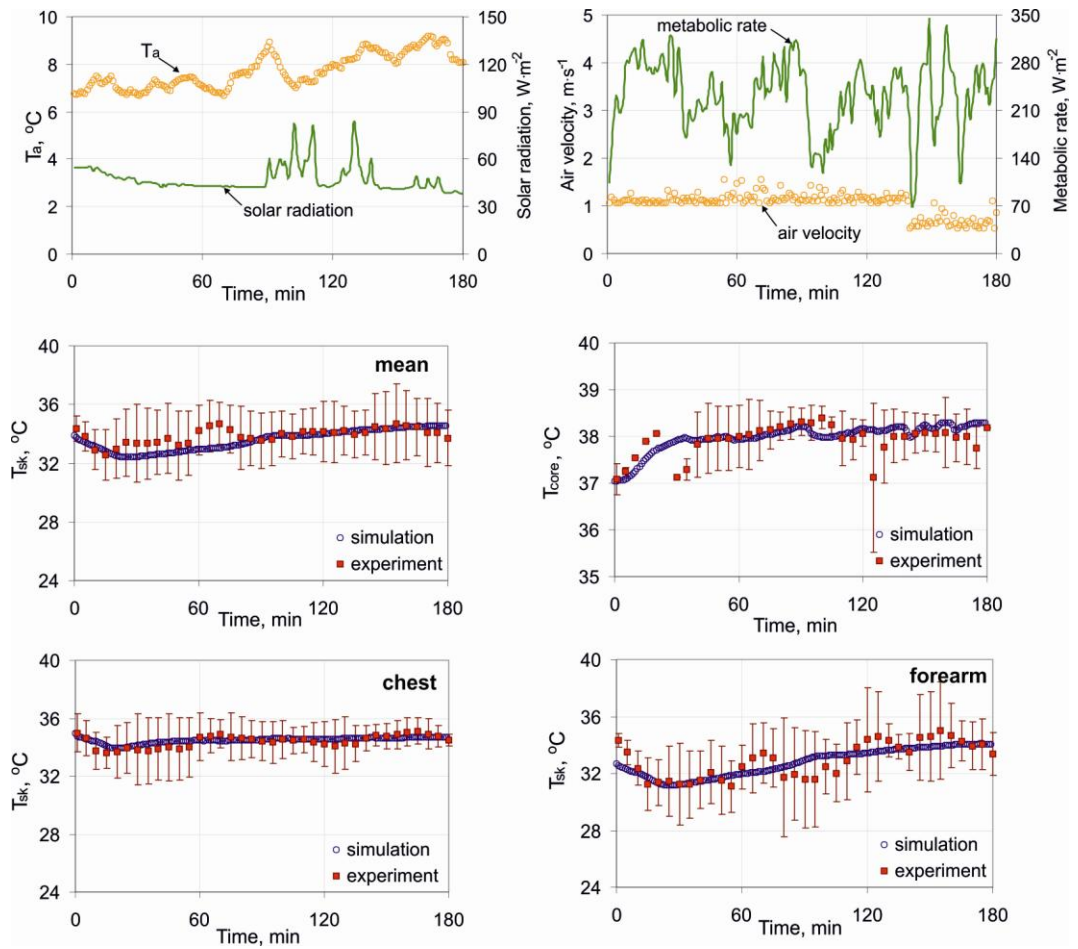 10
8
6
4
2
0
Ta, °C
Ta
solar radiation
150
120
90
60
30
0
Solar radiation, W·m-2
0 60 120 180
Time, min
5
4
3
2
1
0
Air velocity, m·s-1
metabolic rate
air velocity
350
280
210
140
70
0
Metabolic rate, W·m-2
0 60 120 180
Time, min
40
36
32
28
24
Tsk, °C
mean
simulation
experiment
0 60 120 180
Time, min
40
39
38
37
36
35
Tcore, °C
simulation
experiment
0 60 120 180
Time, min
40
36
32
28
24
Tsk, °C
chest
simulation
experiment
0 60 120 180
Time, min
40
36
32
28
24
Tsk, °C
forearm
simulation
experiment
0 60 120 180
Time, min